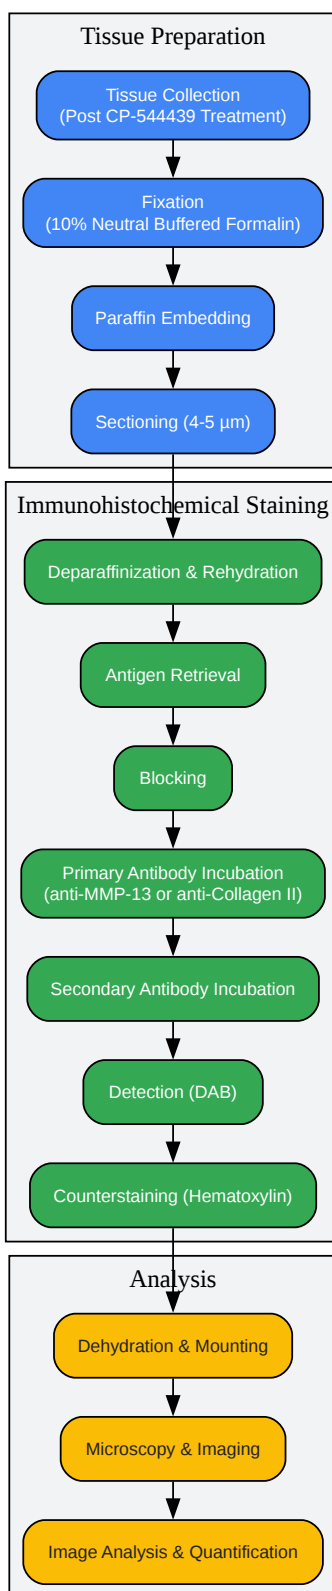 Tissue Preparation
Tissue Collection
(Post CP-544439 Treatment)
Fixation
(10% Neutral Buffered Formalin)
Paraffin Embedding
Sectioning (4-5 µm)
Immunohistochemical Staining
Deparaffinization & Rehydration
Antigen Retrieval
Blocking
Primary Antibody Incubation
(anti-MMP-13 or anti-Collagen II)
Secondary Antibody Incubation
Detection (DAB)
Counterstaining (Hematoxylin)
Analysis
Dehydration & Mounting
Microscopy & Imaging
Image Analysis & Quantification